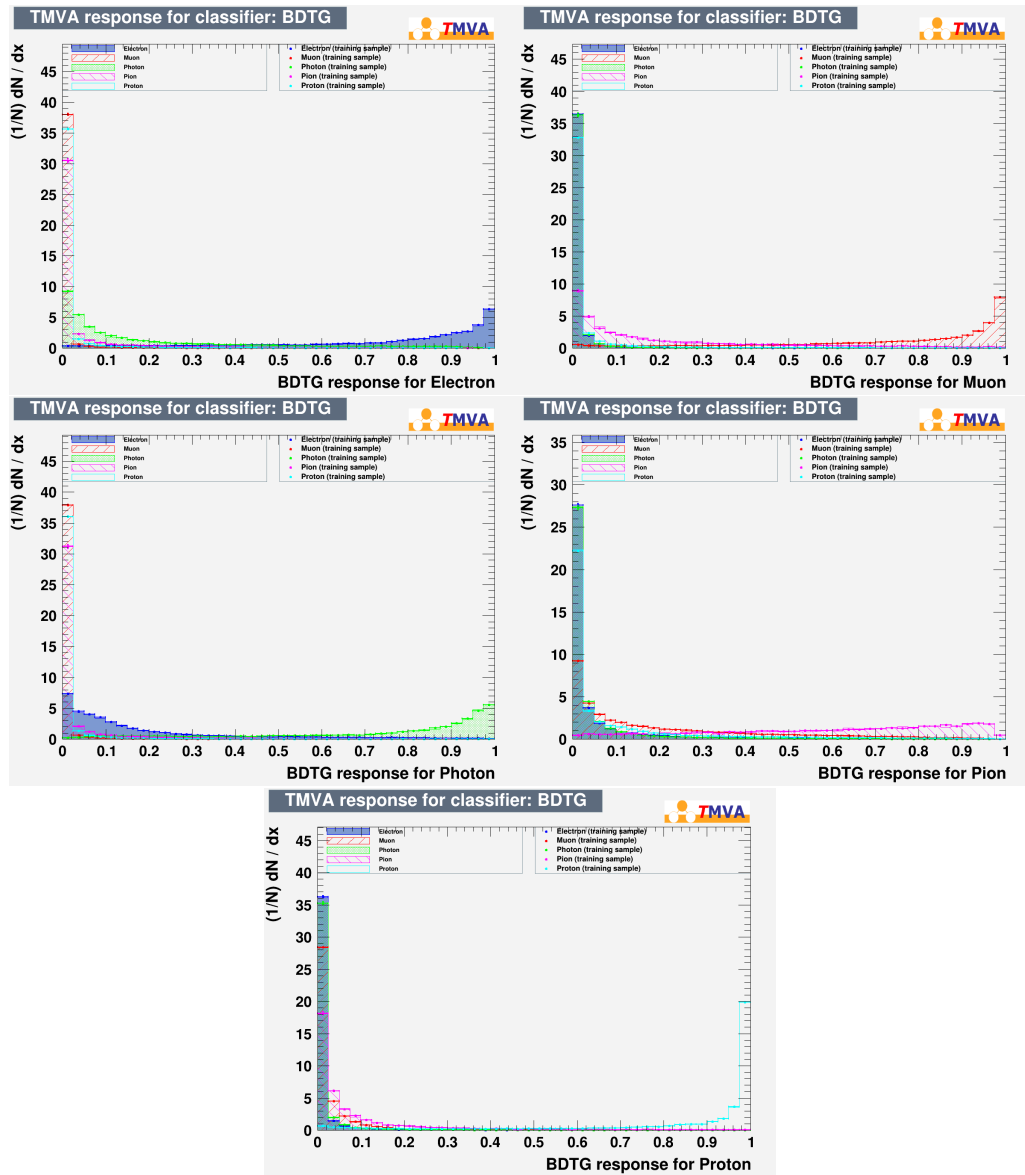 TMVA response for classifier: BDTG
TMVA
Electron
Muon
Photon
Pion
Proton
Electron (training sample)
Muon (training sample)
Photon (training sample)
Pion (training sample)
Proton (training sample)
(1/N) dN / dx
45
40
35
30
25
20
15
10
5
0
0 0.1 0.2 0.3 0.4 0.5 0.6 0.7 0.8 0.9 1
BDTG response for Electron
TMVA response for classifier: BDTG
TMVA
Electron
Muon
Photon
Pion
Proton
Electron (training sample)
Muon (training sample)
Photon (training sample)
Pion (training sample)
Proton (training sample)
(1/N) dN / dx
45
40
35
30
25
20
15
10
5
0
0 0.1 0.2 0.3 0.4 0.5 0.6 0.7 0.8 0.9 1
BDTG response for Muon
TMVA response for classifier: BDTG
TMVA
Electron
Muon
Photon
Pion
Proton
Electron (training sample)
Muon (training sample)
Photon (training sample)
Pion (training sample)
Proton (training sample)
(1/N) dN / dx
45
40
35
30
25
20
15
10
5
0
0 0.1 0.2 0.3 0.4 0.5 0.6 0.7 0.8 0.9 1
BDTG response for Photon
TMVA response for classifier: BDTG
TMVA
Electron
Muon
Photon
Pion
Proton
Electron (training sample)
Muon (training sample)
Photon (training sample)
Pion (training sample)
Proton (training sample)
(1/N) dN / dx
35
30
25
20
15
10
5
0
0 0.1 0.2 0.3 0.4 0.5 0.6 0.7 0.8 0.9 1
BDTG response for Pion
TMVA response for classifier: BDTG
TMVA
Electron
Muon
Photon
Pion
Proton
Electron (training sample)
Muon (training sample)
Photon (training sample)
Pion (training sample)
Proton (training sample)
(1/N) dN / dx
45
40
35
30
25
20
15
10
5
0
0 0.1 0.2 0.3 0.4 0.5 0.6 0.7 0.8 0.9 1
BDTG response for Proton